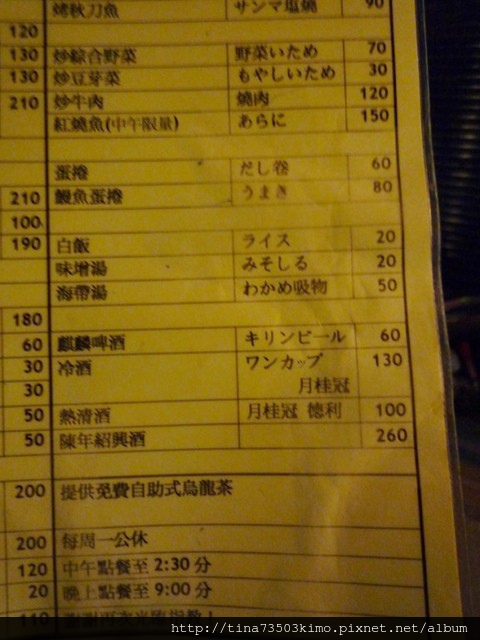 烤秋刀魚 サンマ塩焼 90
120
130 炒綜合野菜 野菜いため 70
130 炒豆芽菜 もやしいため 30
210 炒牛肉 燒肉 120
紅燒魚(中午限量) あらに 150
蛋捲 だし卷 60
210 鰻魚蛋捲 うまき 80
100
190 白飯 ライス 20
味增湯 みそしる 20
海帶湯 わかめ吸物 50
180
60 麒麟啤酒 キリンビール 60
30 冷酒 ワンカップ 130
30 月桂冠
50 熱清酒 月桂冠 徳利 100
50 陳年紹興酒 260
200 提供免費自助式烏龍茶
200 每周一公休
120 中午點餐至 2:30 分
20 晚上點餐至 9:00 分
110
http://tina73503kimo.pixnet.net/album